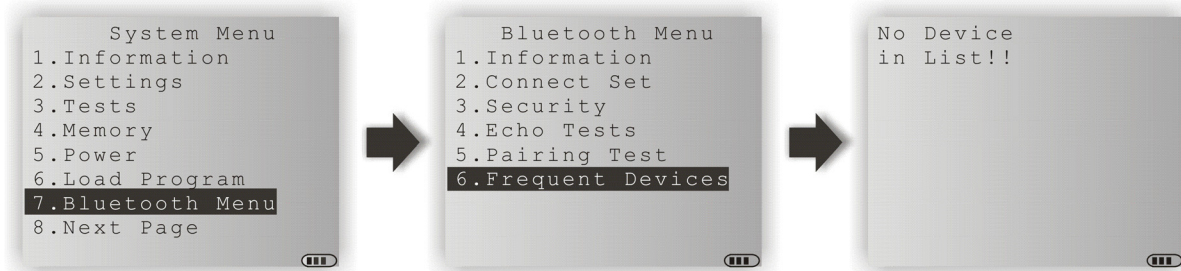 System Menu
1.Information
2.Settings
3.Tests
4.Memory
5.Power
6.Load Program
7.Bluetooth Menu
8.Next Page
Bluetooth Menu
1.Information
2.Connect Set
3.Security
4.Echo Tests
5.Pairing Test
6.Frequent Devices
No Device
in List!!